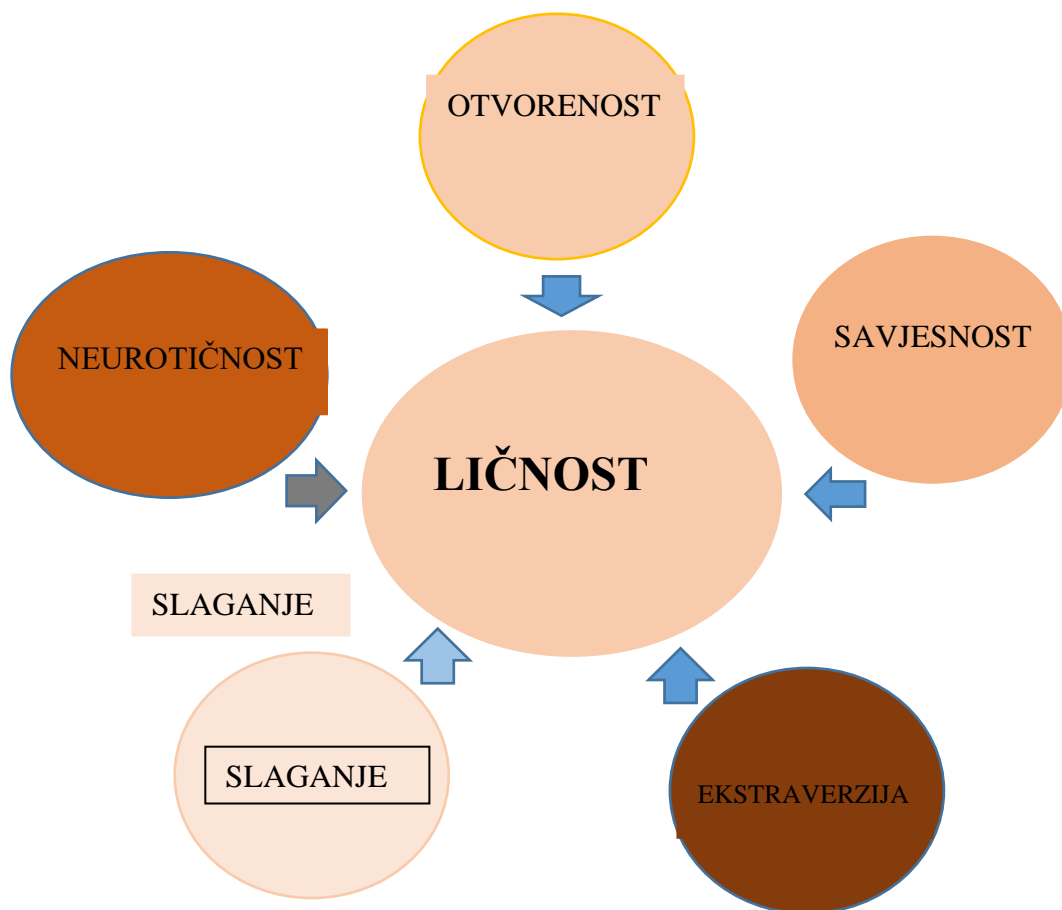 OTVORENOST
SAVJESNOST
NEUROTIČNOST
LIČNOST
SLAGANJE
SLAGANJE
EKSTRAVERZIJA